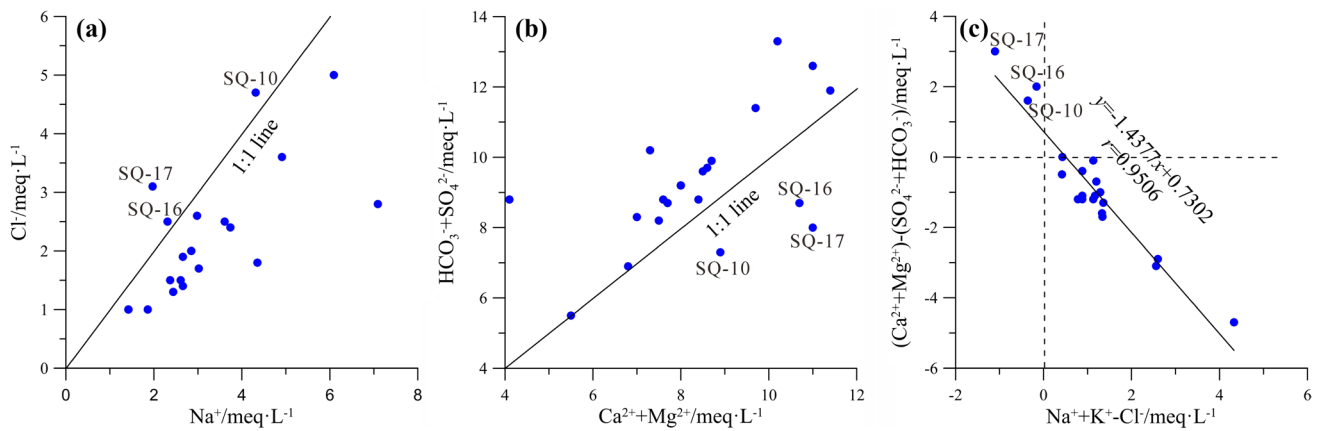 (a)
6
5
4
3
2
1
0
Cl⁻/meq·L⁻¹
SQ-10
SQ-17
SQ-16
1:1 line
0 2 4 6 8
Na⁺/meq·L⁻¹
(b)
14
12
10
8
6
4
HCO₃⁻+SO₄²⁻/meq·L⁻¹
SQ-16
SQ-17
SQ-10
1:1 line
4 6 8 10 12
Ca²⁺+Mg²⁺/meq·L⁻¹
(c)
4
2
0
-2
-4
-6
(Ca²⁺+Mg²⁺)-(SO₄²⁻+HCO₃⁻)/meq·L⁻¹
SQ-17
SQ-16
SQ-10
y=-1.4377x+0.7302
r=0.9506
-2 0 2 4 6
Na⁺+K⁺-Cl⁻/meq·L⁻¹